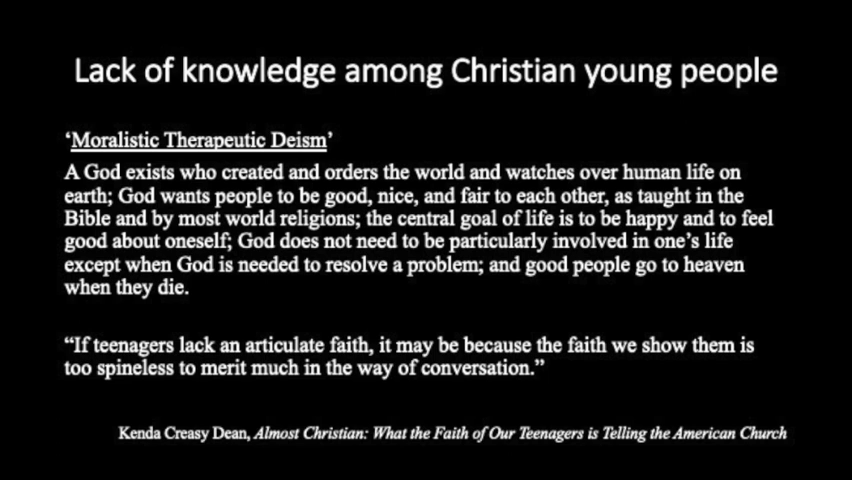 Lack of knowledge among Christian young people
‘Moralistic Therapeutic Deism’
A God exists who created and orders the world and watches over human life on
earth; God wants people to be good, nice, and fair to each other, as taught in the
Bible and by most world religions; the central goal of life is to be happy and to feel
good about oneself; God does not need to be particularly involved in one’s life
except when God is needed to resolve a problem; and good people go to heaven
when they die.
“If teenagers lack an articulate faith, it may be because the faith we show them is
too spineless to merit much in the way of conversation.”
Kenda Creasy Dean, Almost Christian: What the Faith of Our Teenagers is Telling the American Church